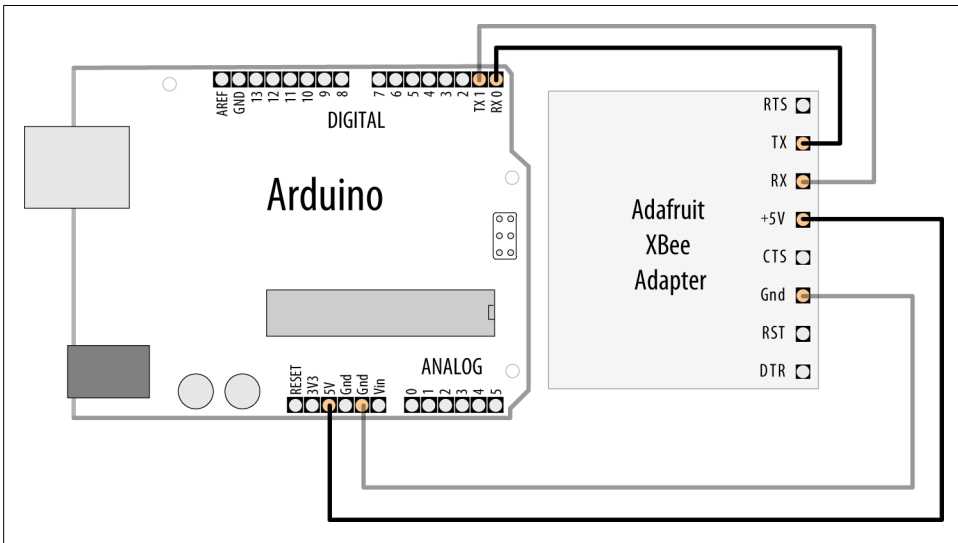 AREF
GND
13
12
11
10
9
8
7
6
5
4
3
2
TX 1
RX 0
DIGITAL
Arduino
RESET
3V3
5V
Gnd
Gnd
Vin
ANALOG
0
1
2
3
4
5
Adafruit
XBee
Adapter
RTS
TX
RX
+5V
CTS
Gnd
RST
DTR